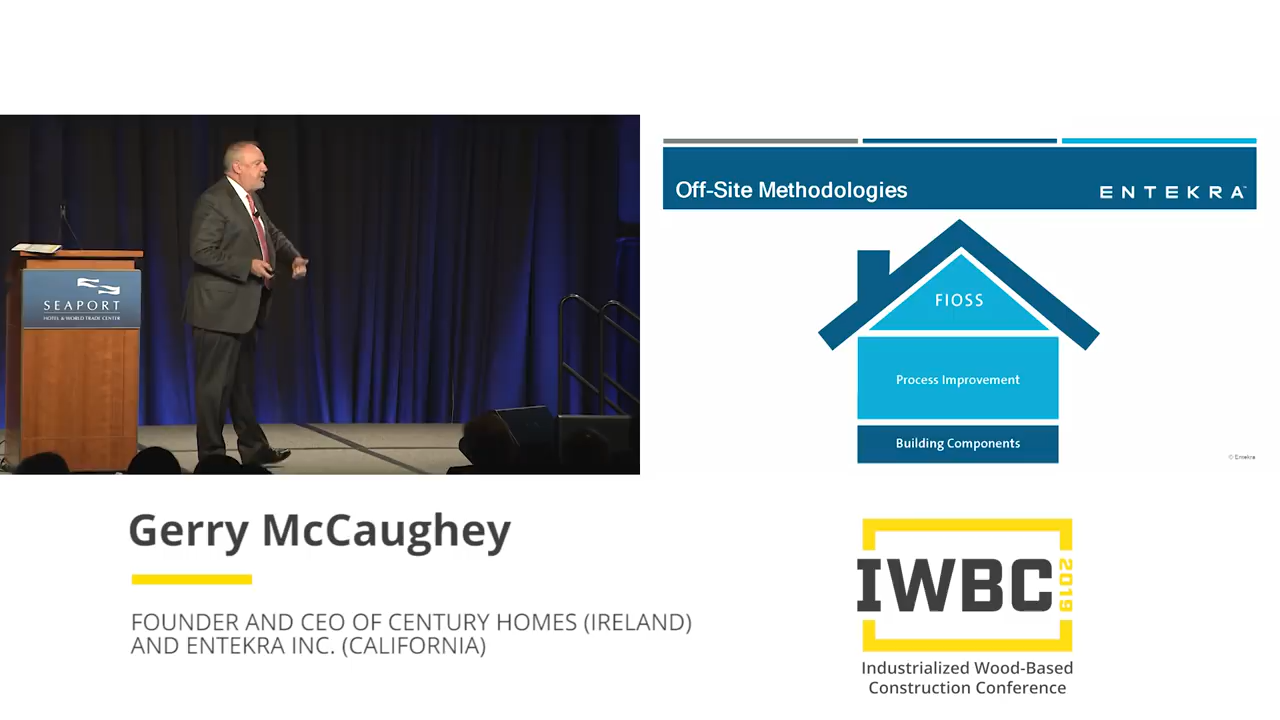 SEAPORT
HOTEL & WORLD TRADE CENTER
Off-Site Methodologies
ENTEKRA™
FIOSS
Process Improvement
Building Components
© Entekra
Gerry McCaughey
FOUNDER AND CEO OF CENTURY HOMES (IRELAND)
AND ENTEKRA INC. (CALIFORNIA)
IWBC 2019
Industrialized Wood-Based
Construction Conference